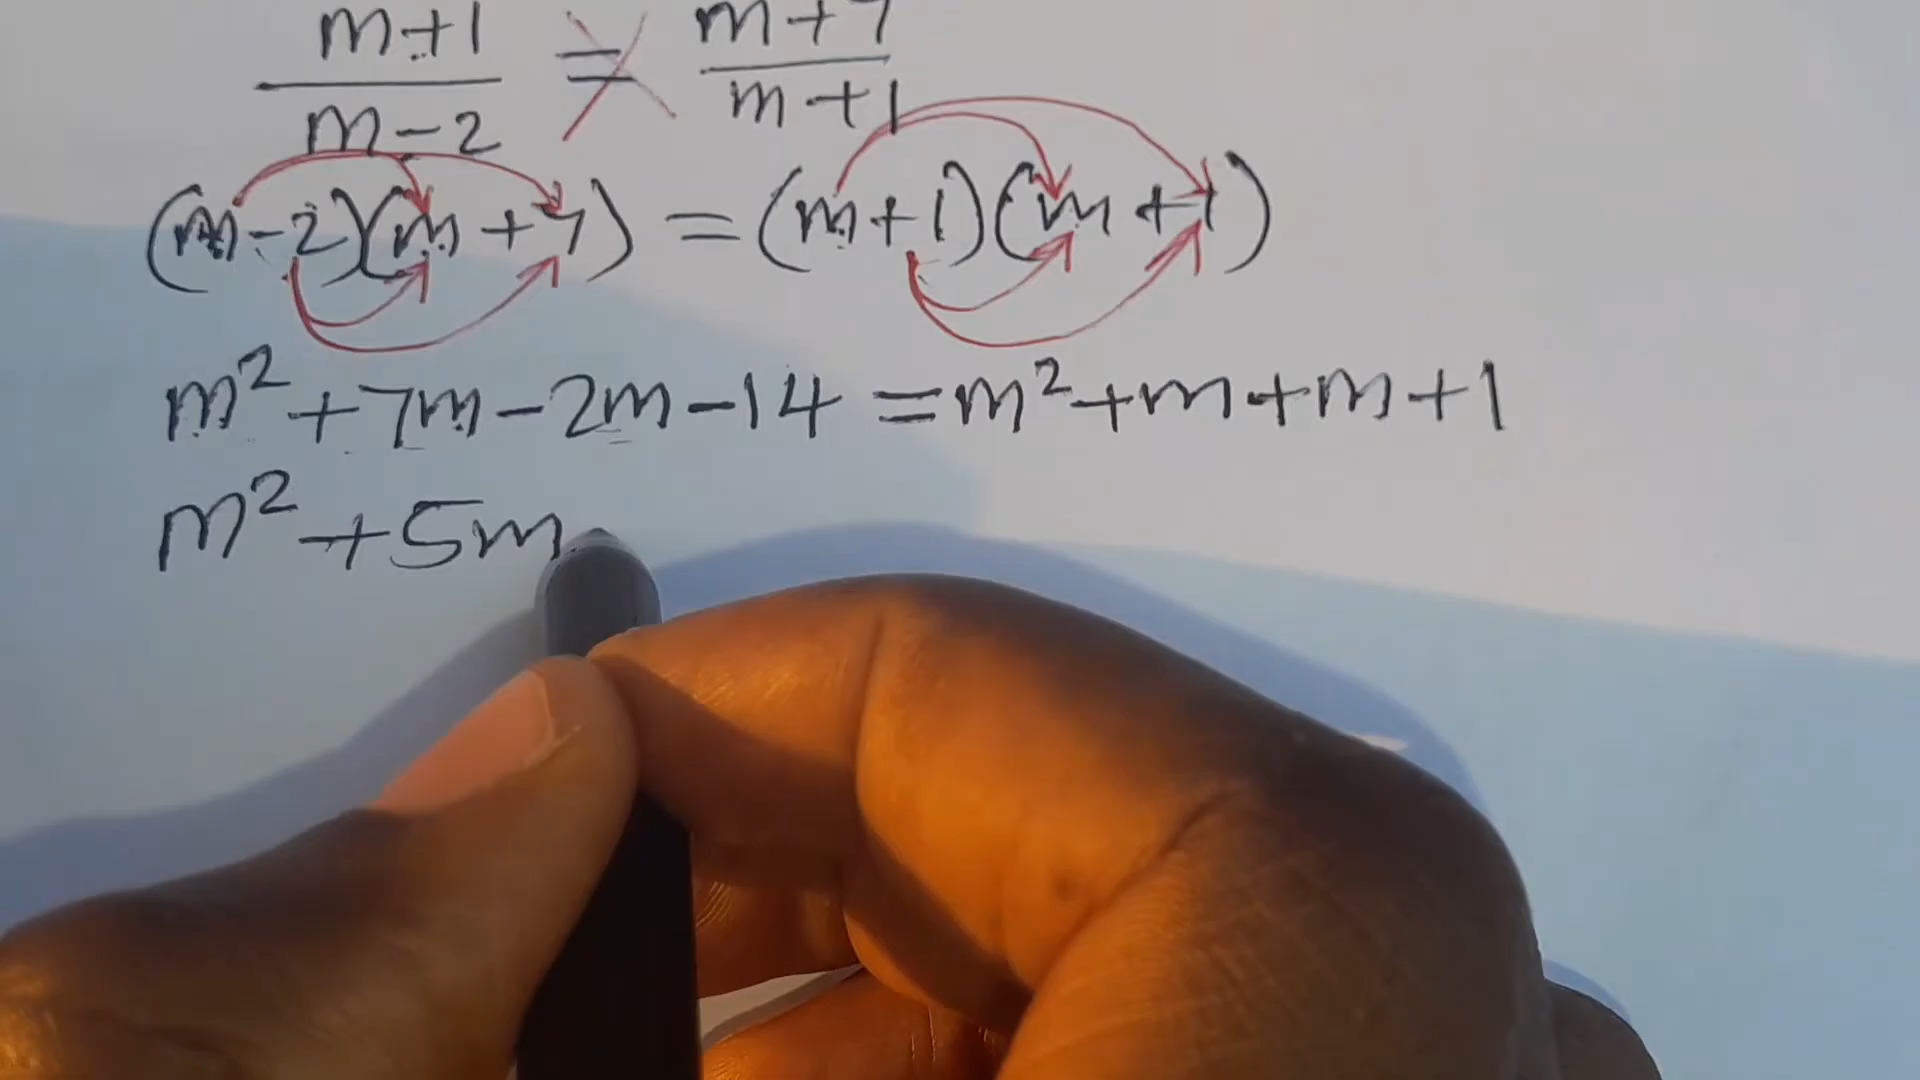 m+1 = m+7
m-2 m+1
(m-2)(m+7) = (m+1)(m+1)
m²+7m-2m-14 = m²+m+m+1
m²+5m